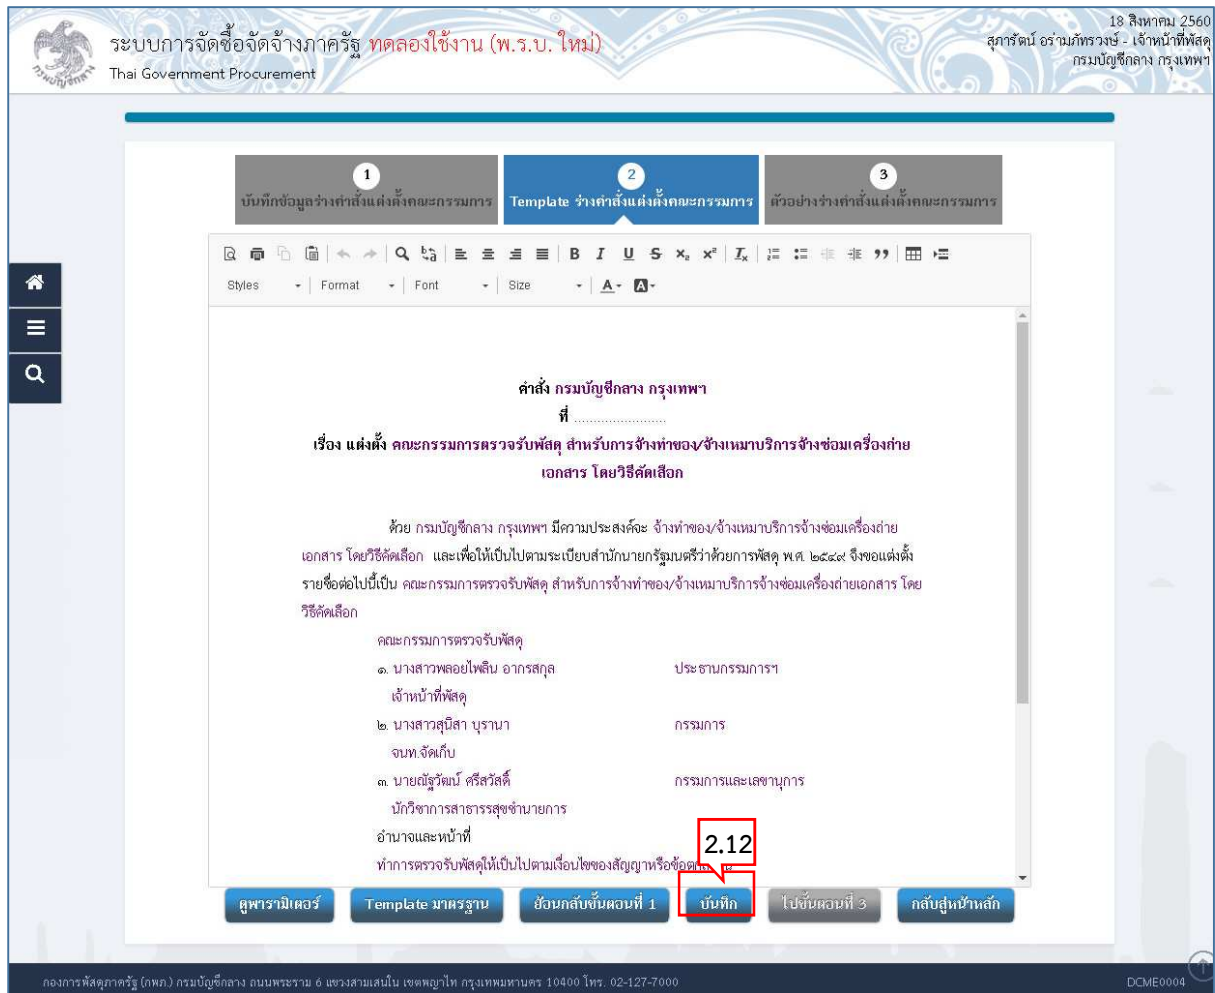 18 สิงหาคม 2560
ระบบการจัดซื้อจัดจ้างภาครัฐ ทดลองใช้งาน (พ.ร.บ. ใหม่)
สุภารัตน์ อร่ามภัทรวงษ์ - เจ้าหน้าที่พัสดุ
Thai Government Procurement
กรมบัญชีกลาง กรุงเทพฯ
กรมบัญชีกลาง
1
บันทึกข้อมูลร่างคำสั่งแต่งตั้งคณะกรรมการ
2
Template ร่างคำสั่งแต่งตั้งคณะกรรมการ
3
ตัวอย่างร่างคำสั่งแต่งตั้งคณะกรรมการ
Styles Format Font Size
คำสั่ง กรมบัญชีกลาง กรุงเทพฯ
ที่ ........................
เรื่อง แต่งตั้ง คณะกรรมการตรวจรับพัสดุ สำหรับการจ้างทำของ/จ้างเหมาบริการจ้างซ่อมเครื่องถ่าย
เอกสาร โดยวิธีคัดเลือก
ด้วย กรมบัญชีกลาง กรุงเทพฯ มีความประสงค์จะ จ้างทำของ/จ้างเหมาบริการจ้างซ่อมเครื่องถ่าย
เอกสาร โดยวิธีคัดเลือก และเพื่อให้เป็นไปตามระเบียบสำนักนายกรัฐมนตรีว่าด้วยการพัสดุ พ.ศ. ๒๕๔๙ จึงขอแต่งตั้ง
รายชื่อต่อไปนี้เป็น คณะกรรมการตรวจรับพัสดุ สำหรับการจ้างทำของ/จ้างเหมาบริการจ้างซ่อมเครื่องถ่ายเอกสาร โดย
วิธีคัดเลือก
คณะกรรมการตรวจรับพัสดุ
๑. นางสาวพลอยไพลิน อากรสกุล ประธานกรรมการฯ
เจ้าหน้าที่พัสดุ
๒. นางสาวสุนิสา บุรานา กรรมการ
จนท.จัดเก็บ
๓. นายณัฐวัฒน์ ศรีสวัสดิ์ กรรมการและเลขานุการ
นักวิชาการสาธารรสุขชำนายการ
อำนาจและหน้าที่
2.12
ทำการตรวจรับพัสดุให้เป็นไปตามเงื่อนไขของสัญญาหรือข้อตก
ดูพารามิเตอร์ Template มาตรฐาน ย้อนกลับขั้นตอนที่ 1 บันทึก ไปขั้นตอนที่ 3 กลับสู่หน้าหลัก
กองการพัสดุภาครัฐ (กพภ.) กรมบัญชีกลาง ถนนพระราม 6 แขวงสามเสนใน เขตพญาไท กรุงเทพมหานคร 10400 โทร. 02-127-7000 DCME0004